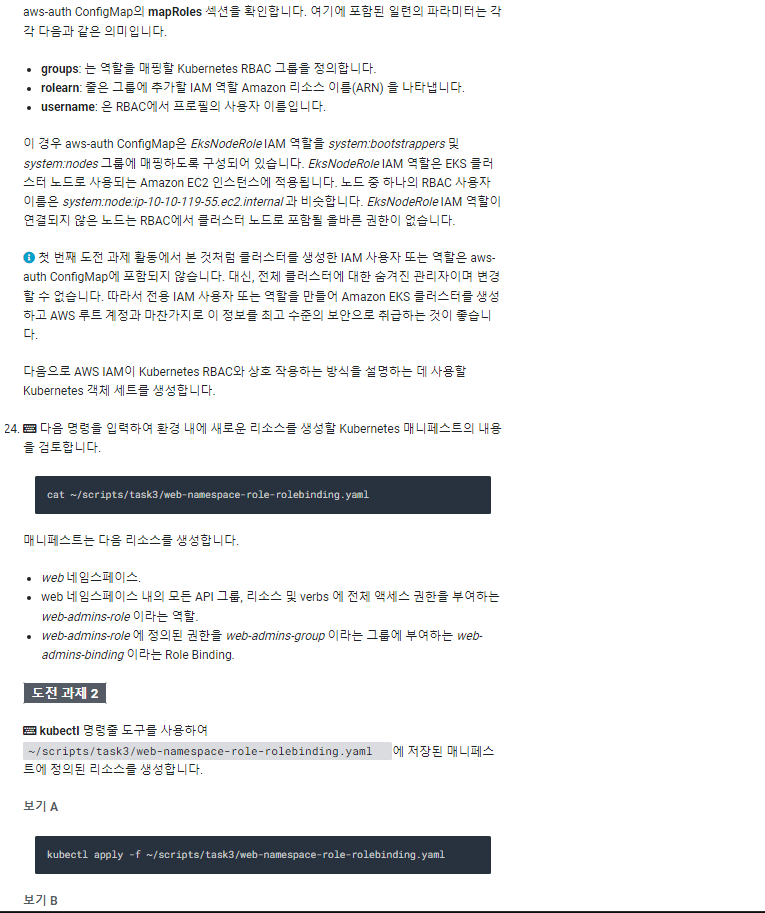 aws-auth ConfigMap의 mapRoles 섹션을 확인합니다. 여기에 포함된 일련의 파라미터는 각
각 다음과 같은 의미입니다.
• groups: 는 역할을 매핑할 Kubernetes RBAC 그룹을 정의합니다.
• rolearn: 줄은 그룹에 추가할 IAM 역할 Amazon 리소스 이름(ARN) 을 나타냅니다.
• username: 은 RBAC에서 프로필의 사용자 이름입니다.
이 경우 aws-auth ConfigMap은 EksNodeRole IAM 역할을 system:bootstrappers 및
system:nodes 그룹에 매핑하도록 구성되어 있습니다. EksNodeRole IAM 역할은 EKS 클러
스터 노드로 사용되는 Amazon EC2 인스턴스에 적용됩니다. 노드 중 하나의 RBAC 사용자
이름은 system:node:ip-10-10-119-55.ec2.internal 과 비슷합니다. EksNodeRole IAM 역할이
연결되지 않은 노드는 RBAC에서 클러스터 노드로 포함될 올바른 권한이 없습니다.
첫 번째 도전 과제 활동에서 본 것처럼 클러스터를 생성한 IAM 사용자 또는 역할은 aws-
auth ConfigMap에 포함되지 않습니다. 대신, 전체 클러스터에 대한 숨겨진 관리자이며 변경
할 수 없습니다. 따라서 전용 IAM 사용자 또는 역할을 만들어 Amazon EKS 클러스터를 생성
하고 AWS 루트 계정과 마찬가지로 이 정보를 최고 수준의 보안으로 취급하는 것이 좋습니
다.
다음으로 AWS IAM이 Kubernetes RBAC와 상호 작용하는 방식을 설명하는 데 사용할
Kubernetes 객체 세트를 생성합니다.
24. 다음 명령을 입력하여 환경 내에 새로운 리소스를 생성할 Kubernetes 매니페스트의 내용
을 검토합니다.
cat ~/scripts/task3/web-namespace-role-rolebinding.yaml
매니페스트는 다음 리소스를 생성합니다.
• web 네임스페이스.
• web 네임스페이스 내의 모든 API 그룹, 리소스 및 verbs 에 전체 액세스 권한을 부여하는
web-admins-role 이라는 역할.
• web-admins-role 에 정의된 권한을 web-admins-group 이라는 그룹에 부여하는 web-
admins-binding 이라는 Role Binding.
도전 과제 2
kubectl 명령줄 도구를 사용하여
~/scripts/task3/web-namespace-role-rolebinding.yaml 에 저장된 매니페스
트에 정의된 리소스를 생성합니다.
보기 A
kubectl apply -f ~/scripts/task3/web-namespace-role-rolebinding.yaml
보기 B